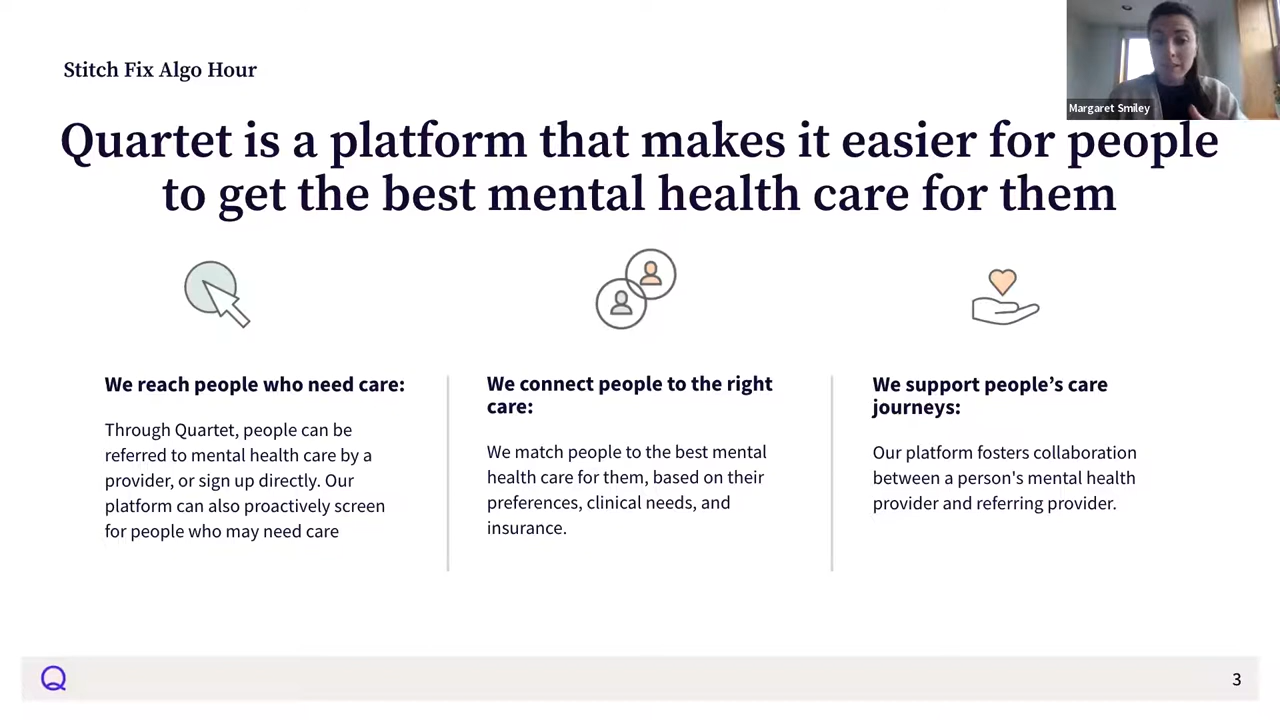 Stitch Fix Algo Hour
Margaret Smiley
Quartet is a platform that makes it easier for people
to get the best mental health care for them
We reach people who need care:
Through Quartet, people can be
referred to mental health care by a
provider, or sign up directly. Our
platform can also proactively screen
for people who may need care
We connect people to the right
care:
We match people to the best mental
health care for them, based on their
preferences, clinical needs, and
insurance.
We support people’s care
journeys:
Our platform fosters collaboration
between a person's mental health
provider and referring provider.
Q
3